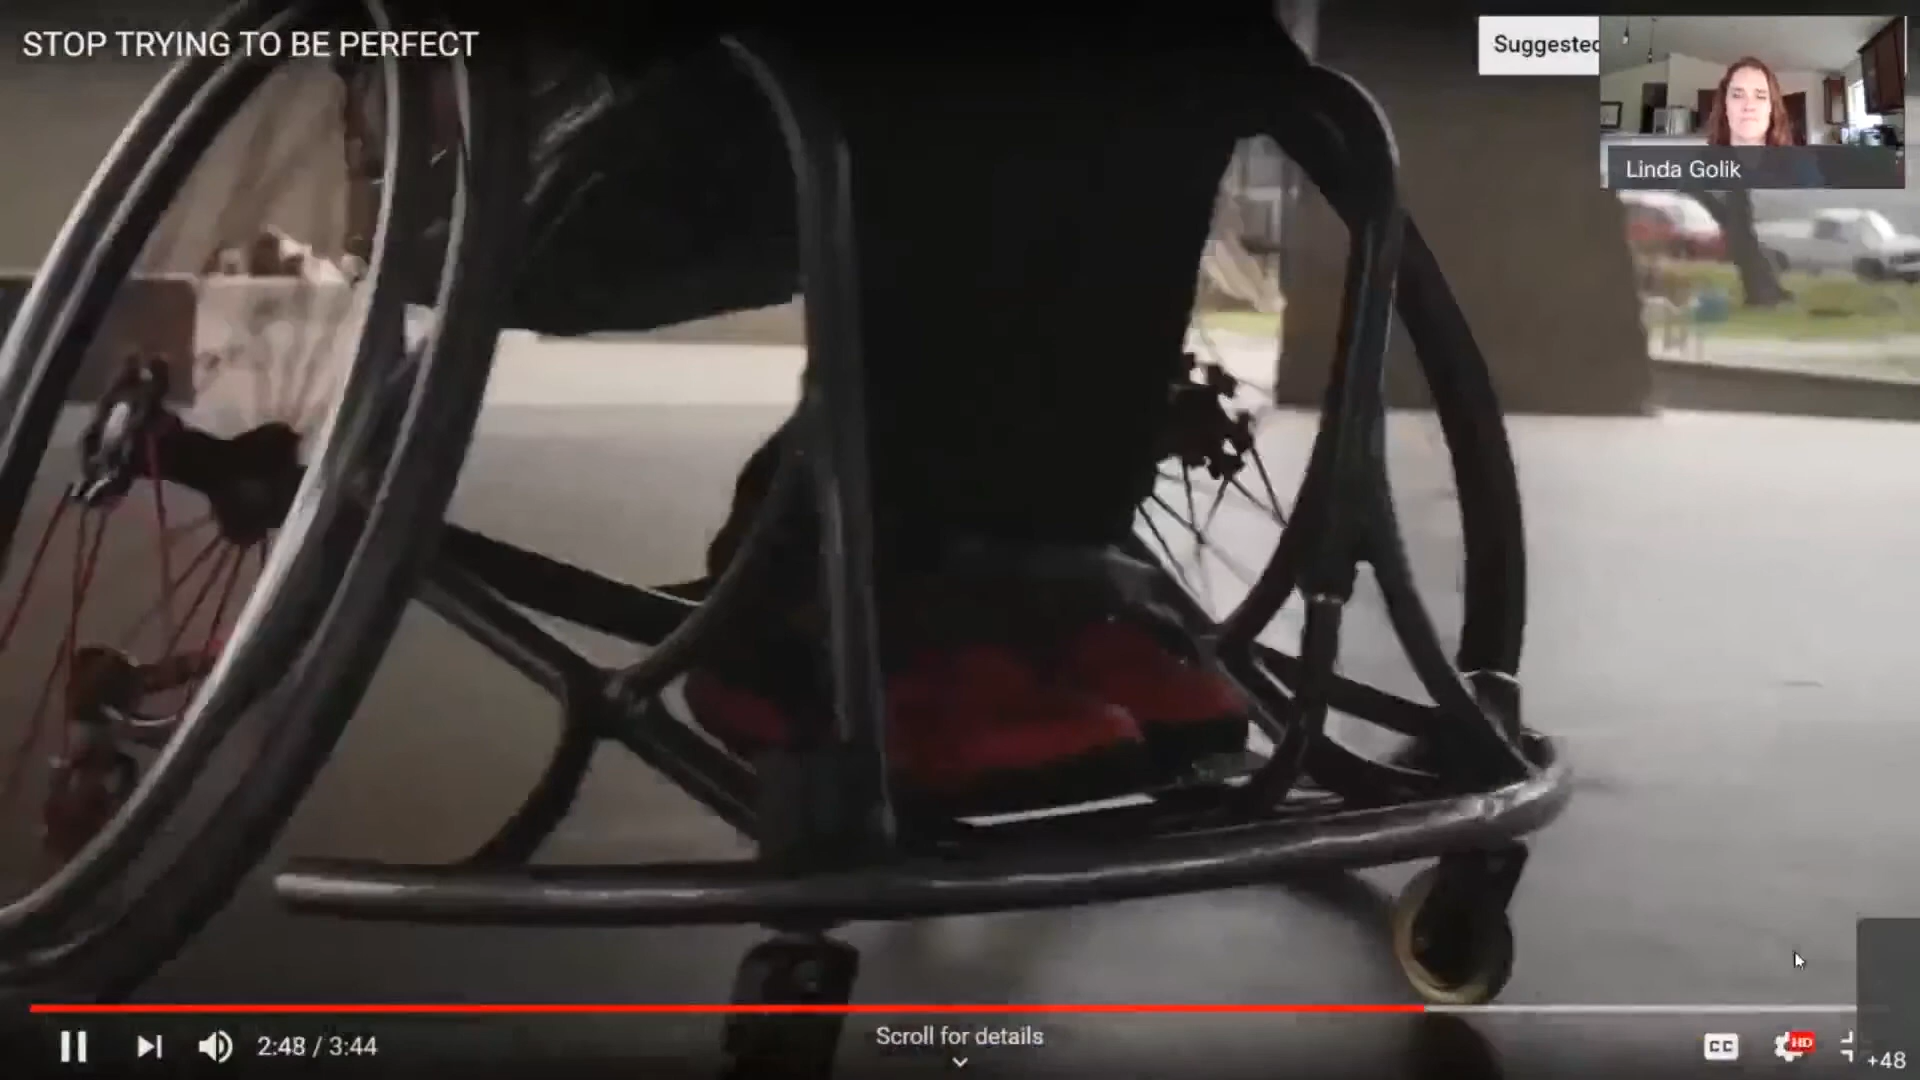 STOP TRYING TO BE PERFECT
Suggested
Linda Golik
2:48 / 3:44
Scroll for details
CC
HD
+48